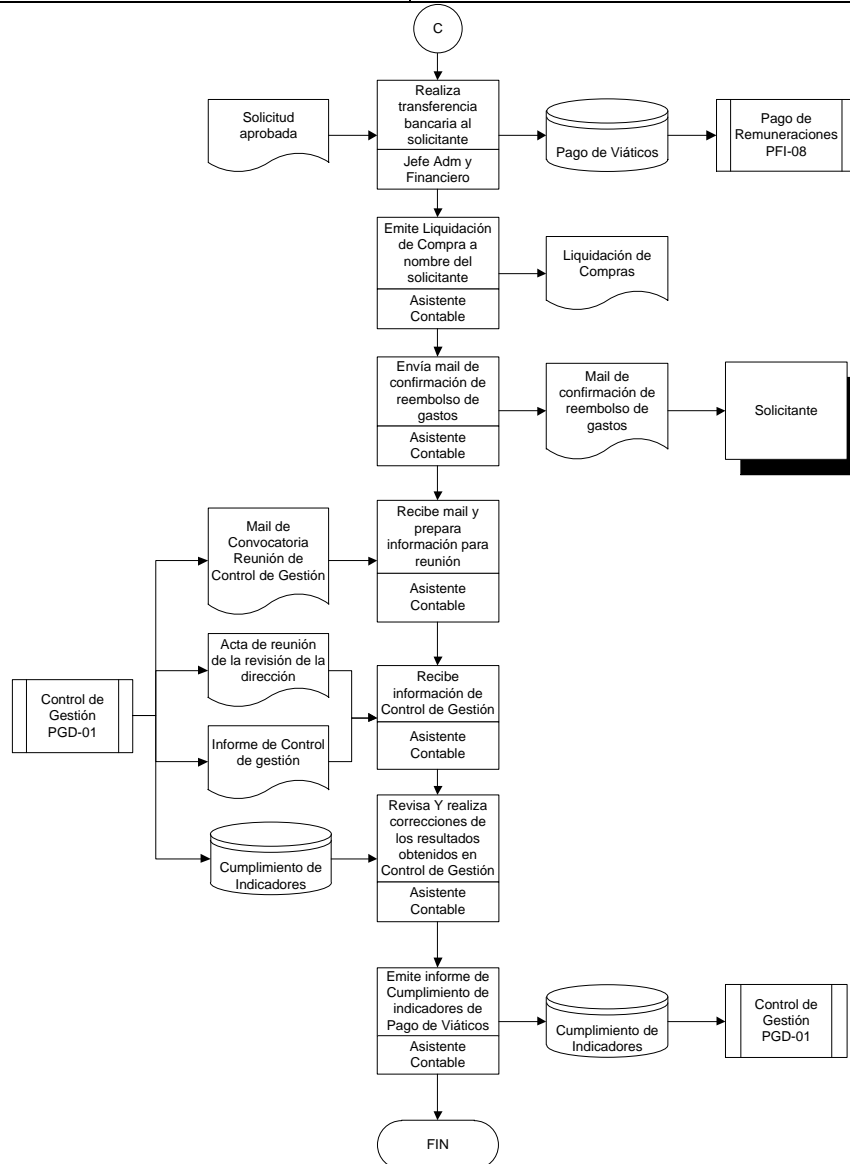 C
Realiza
transferencia
bancaria al
solicitante
Jefe Adm y
Financiero
Solicitud
aprobada
Pago de Viáticos
Pago de
Remuneraciones
PFI-08
Emite Liquidación
de Compra a
nombre del
solicitante
Asistente
Contable
Liquidación de
Compras
Envía mail de
confirmación de
reembolso de
gastos
Asistente
Contable
Mail de
confirmación de
reembolso de
gastos
Solicitante
Mail de
Convocatoria
Reunión de
Control de Gestión
Recibe mail y
prepara
información para
reunión
Asistente
Contable
Acta de reunión
de la revisión de la
dirección
Control de
Gestión
PGD-01
Informe de Control
de gestión
Recibe
información de
Control de Gestión
Asistente
Contable
Cumplimiento de
Indicadores
Revisa Y realiza
correcciones de
los resultados
obtenidos en
Control de Gestión
Asistente
Contable
Emite informe de
Cumplimiento de
indicadores de
Pago de Viáticos
Asistente
Contable
Cumplimiento de
Indicadores
Control de
Gestión
PGD-01
FIN